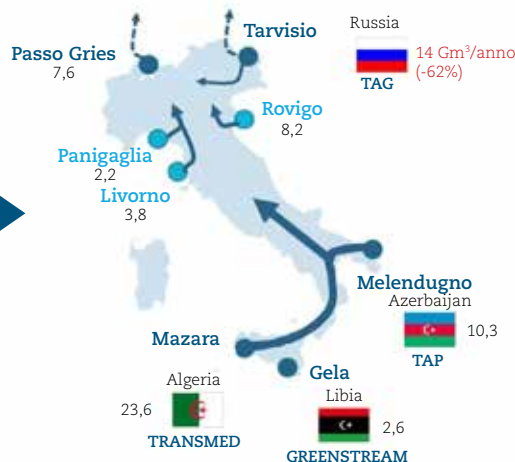 Tarvisio
Russia
14 Gm³/anno
(-62%)
TAG
Passo Gries
7,6
Rovigo
8,2
Panigaglia
2,2
Livorno
3,8
Melendugno
Azerbaijan
10,3
TAP
Mazara
Gela
Algeria
23,6
TRANSMED
Libia
2,6
GREENSTREAM